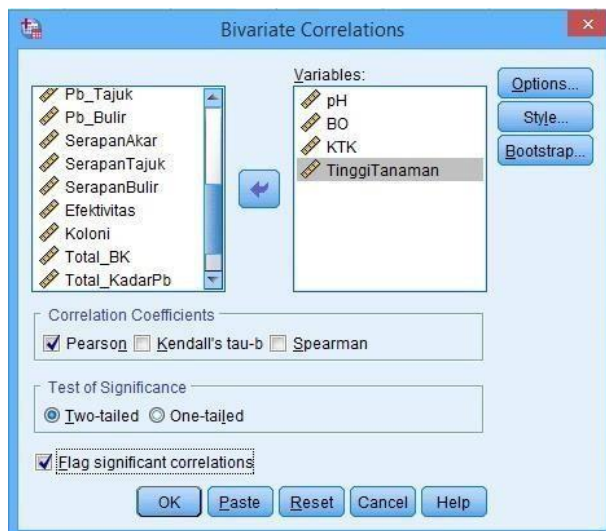 Bivariate Correlations
Variables:
Pb_Tajuk
Pb_Bulir
SerapanAkar
SerapanTajuk
SerapanBulir
Efektivitas
Koloni
Total_BK
Total_KadarPb
pH
BO
KTK
TinggiTanaman
Options...
Style...
Bootstrap...
Correlation Coefficients
Pearson Kendall's tau-b Spearman
Test of Significance
Two-tailed One-tailed
Flag significant correlations
OK Paste Reset Cancel Help